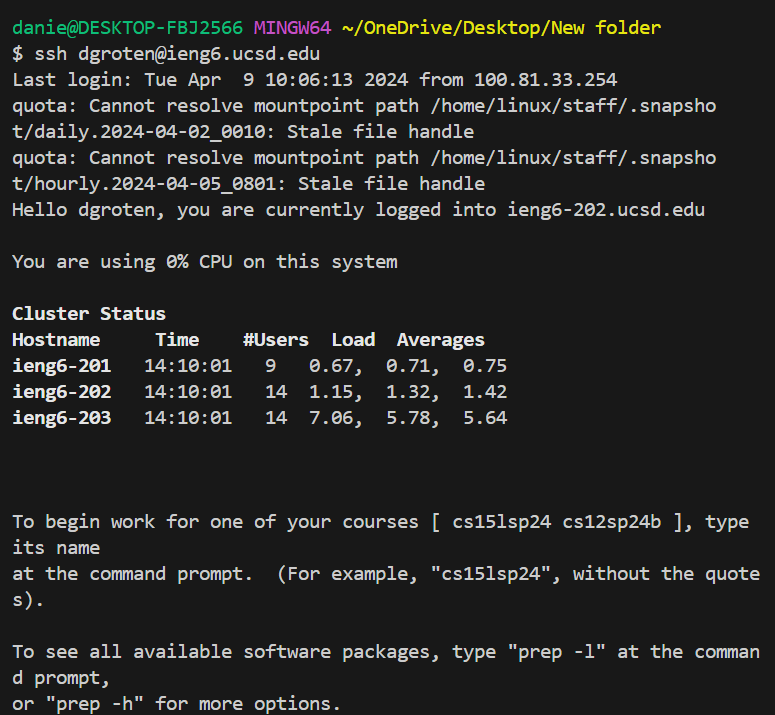 danie@DESKTOP-FBJ2566 MINGW64 ~/OneDrive/Desktop/New folder
$ ssh dgroten@ieng6.ucsd.edu
Last login: Tue Apr  9 10:06:13 2024 from 100.81.33.254
quota: Cannot resolve mountpoint path /home/linux/staff/.snapsho
t/daily.2024-04-02_0010: Stale file handle
quota: Cannot resolve mountpoint path /home/linux/staff/.snapsho
t/hourly.2024-04-05_0801: Stale file handle
Hello dgroten, you are currently logged into ieng6-202.ucsd.edu

You are using 0% CPU on this system

Cluster Status
Hostname     Time    #Users  Load  Averages
ieng6-201   14:10:01   9   0.67,  0.71,  0.75
ieng6-202   14:10:01   14  1.15,  1.32,  1.42
ieng6-203   14:10:01   14  7.06,  5.78,  5.64

To begin work for one of your courses [ cs15lsp24 cs12sp24b ], type
its name
at the command prompt.  (For example, "cs15lsp24", without the quote
s).

To see all available software packages, type "prep -l" at the comman
d prompt,
or "prep -h" for more options.